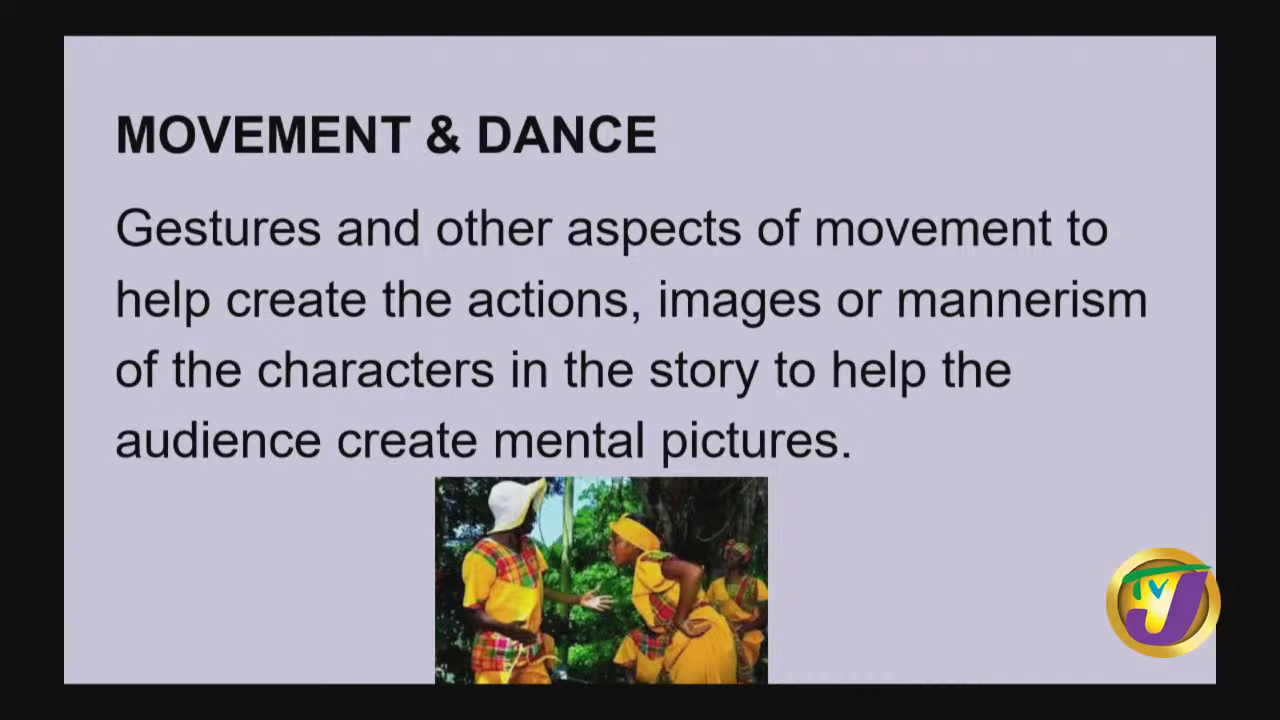 MOVEMENT & DANCE
Gestures and other aspects of movement to
help create the actions, images or mannerism
of the characters in the story to help the
audience create mental pictures.
TVJ